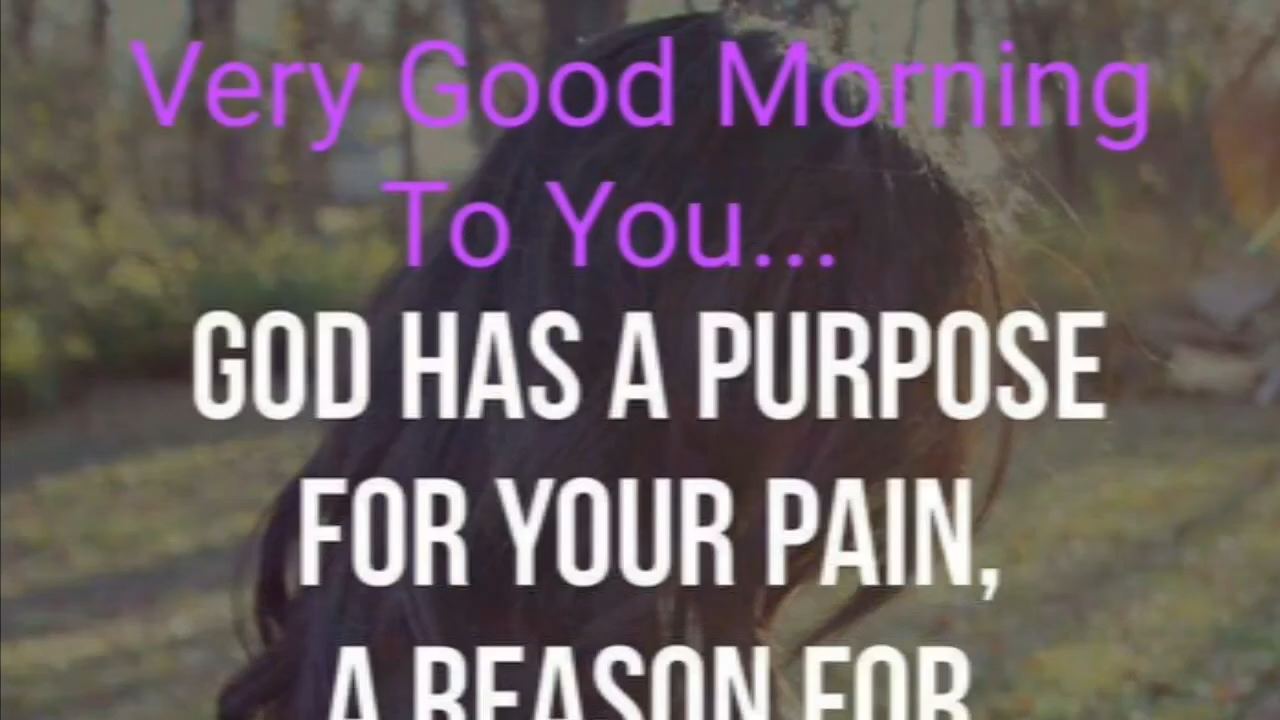 Very Good Morning
To You...
GOD HAS A PURPOSE
FOR YOUR PAIN,
A REASON FOR